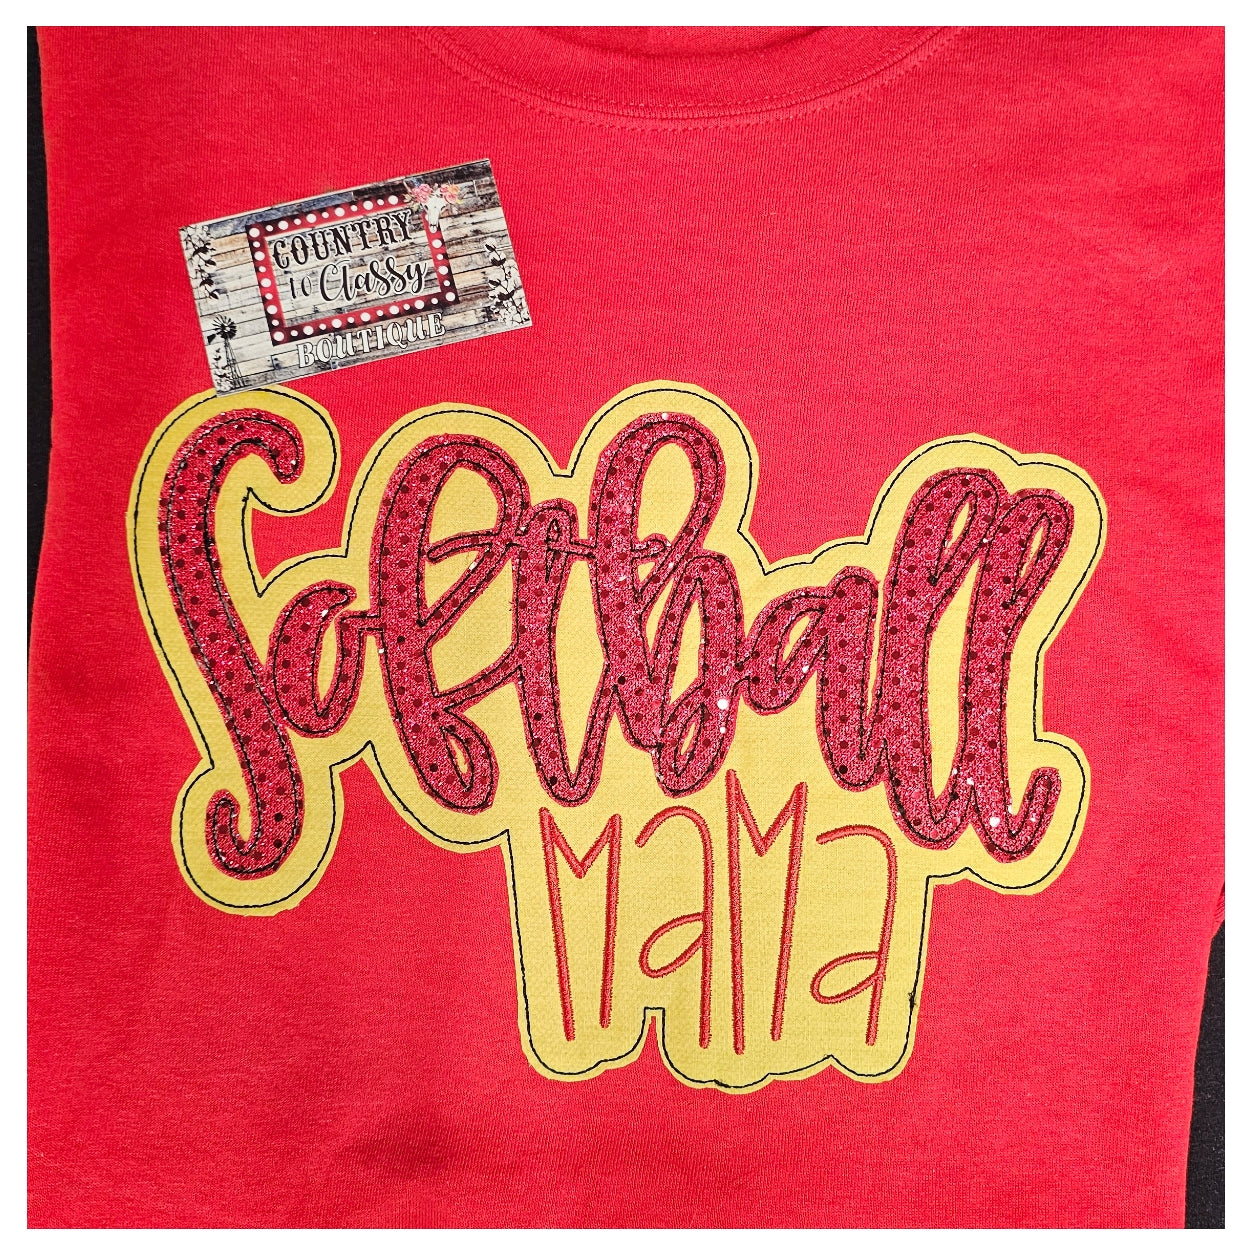 COUNTRY
to Classy
BOUTIQUE
Softball
MaMa